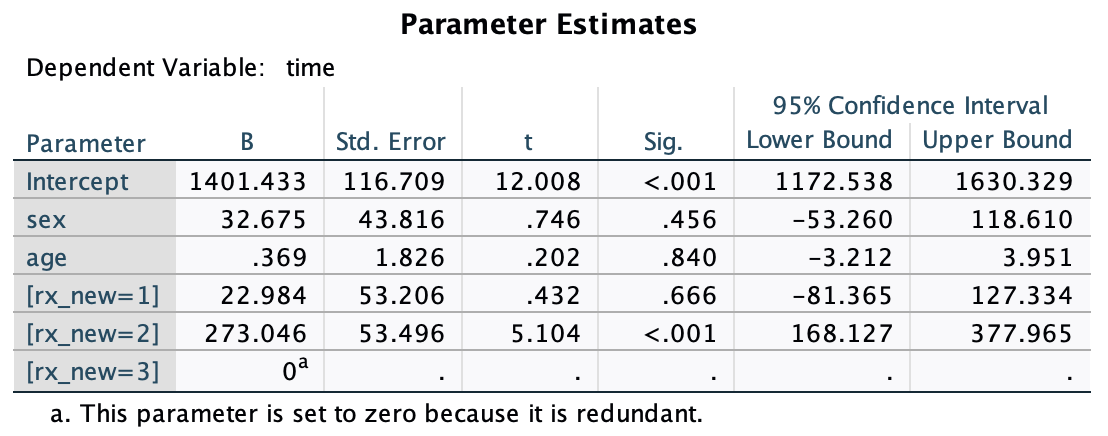 Parameter Estimates
Dependent Variable: time
95% Confidence Interval
Parameter B Std. Error t Sig. Lower Bound Upper Bound
Intercept 1401.433 116.709 12.008 <.001 1172.538 1630.329
sex 32.675 43.816 .746 .456 -53.260 118.610
age .369 1.826 .202 .840 -3.212 3.951
[rx_new=1] 22.984 53.206 .432 .666 -81.365 127.334
[rx_new=2] 273.046 53.496 5.104 <.001 168.127 377.965
[rx_new=3] 0a . . . . .
a. This parameter is set to zero because it is redundant.